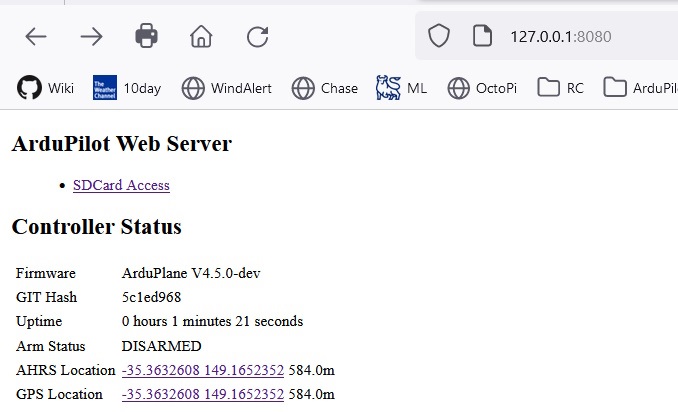 127.0.0.1:8080
Wiki The Weather Channel 10day WindAlert Chase ML OctoPi RC ArduPil
ArduPilot Web Server
• SDCard Access
Controller Status
Firmware ArduPlane V4.5.0-dev
GIT Hash 5c1ed968
Uptime 0 hours 1 minutes 21 seconds
Arm Status DISARMED
AHRS Location -35.3632608 149.1652352 584.0m
GPS Location -35.3632608 149.1652352 584.0m